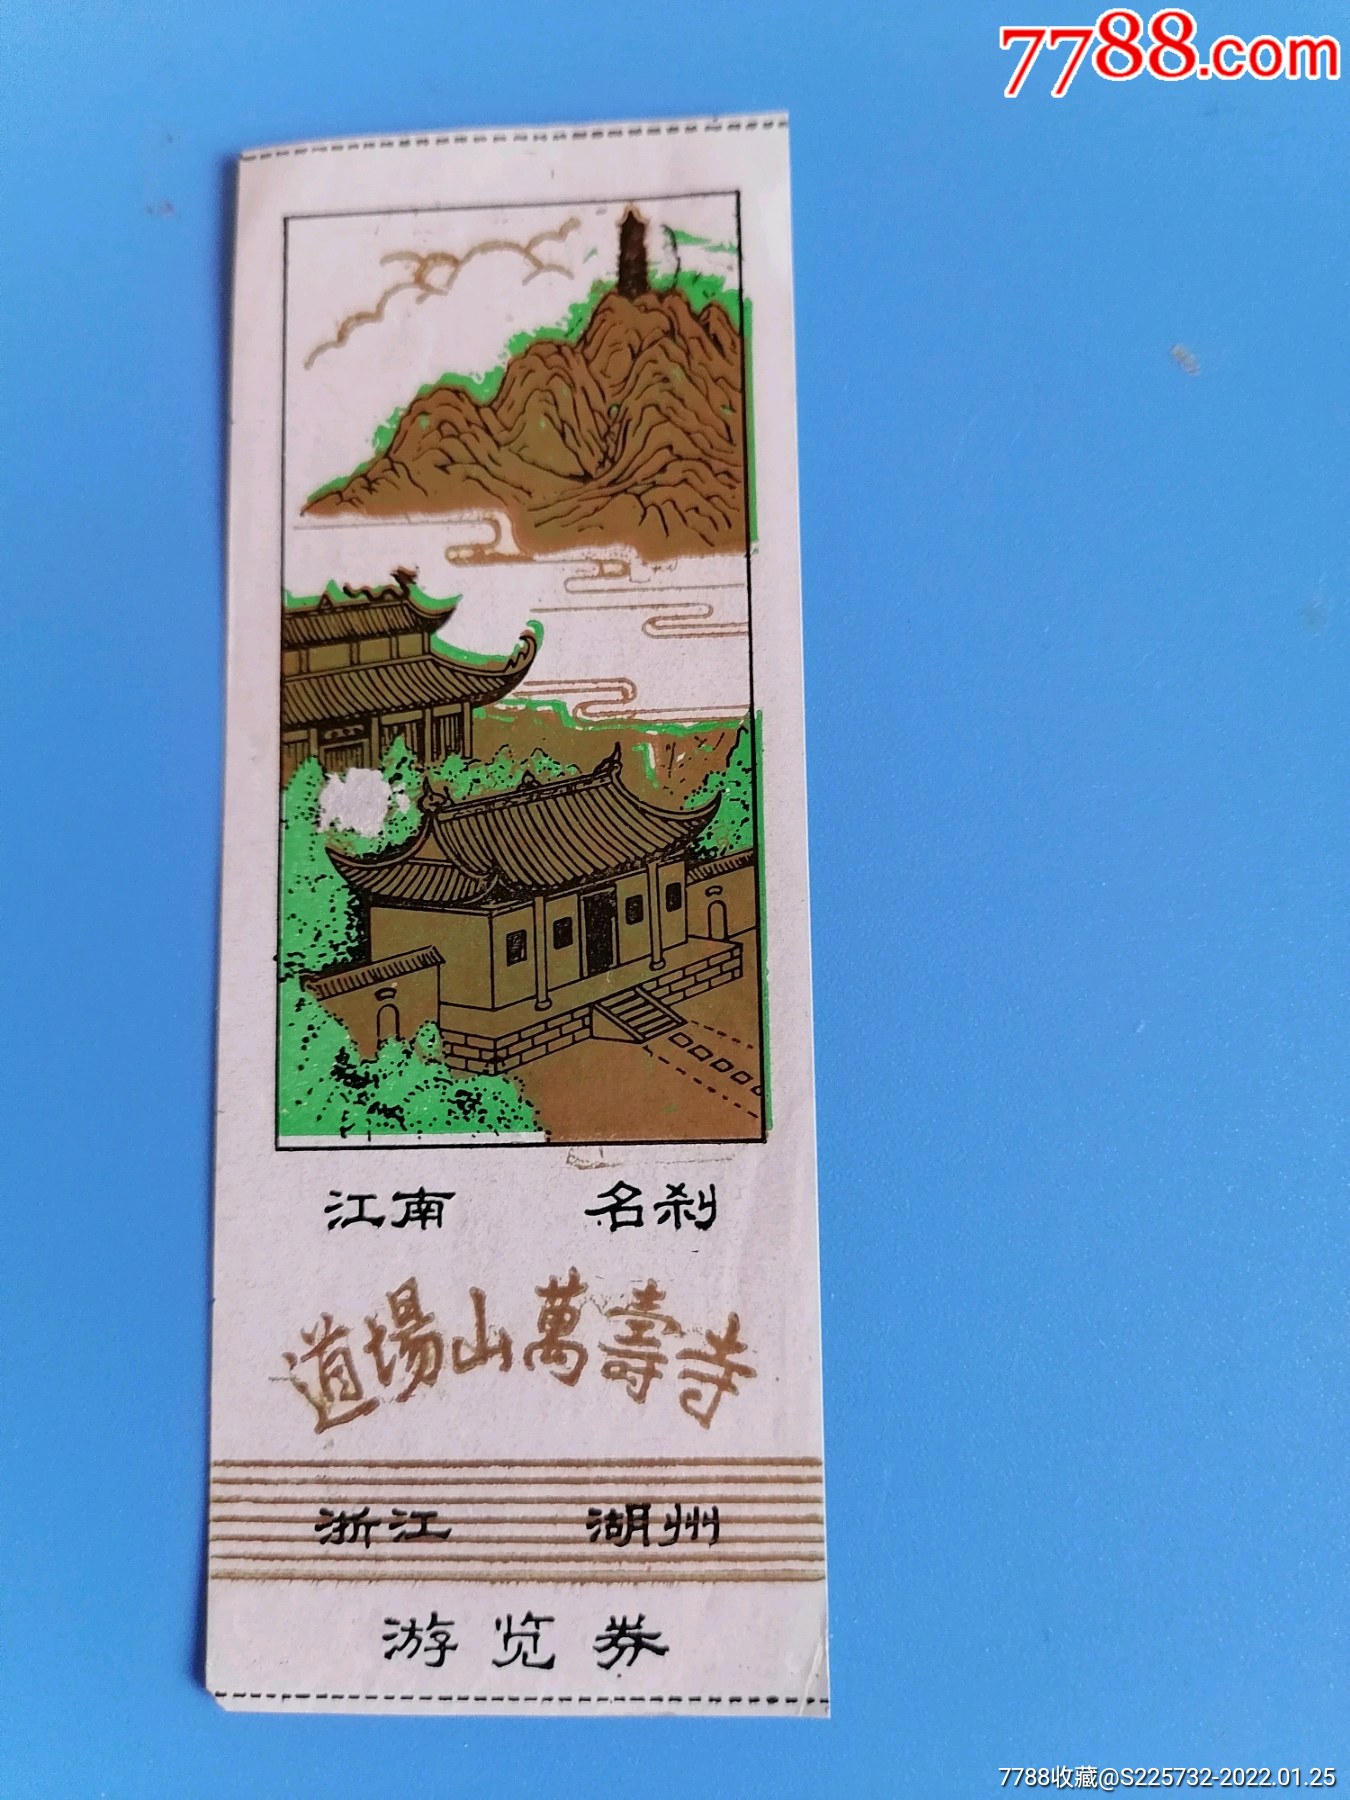 7788.com
江南 名刹
道場山萬壽寺
浙江 湖州
游览券
7788收藏@S225732-2022.01.25